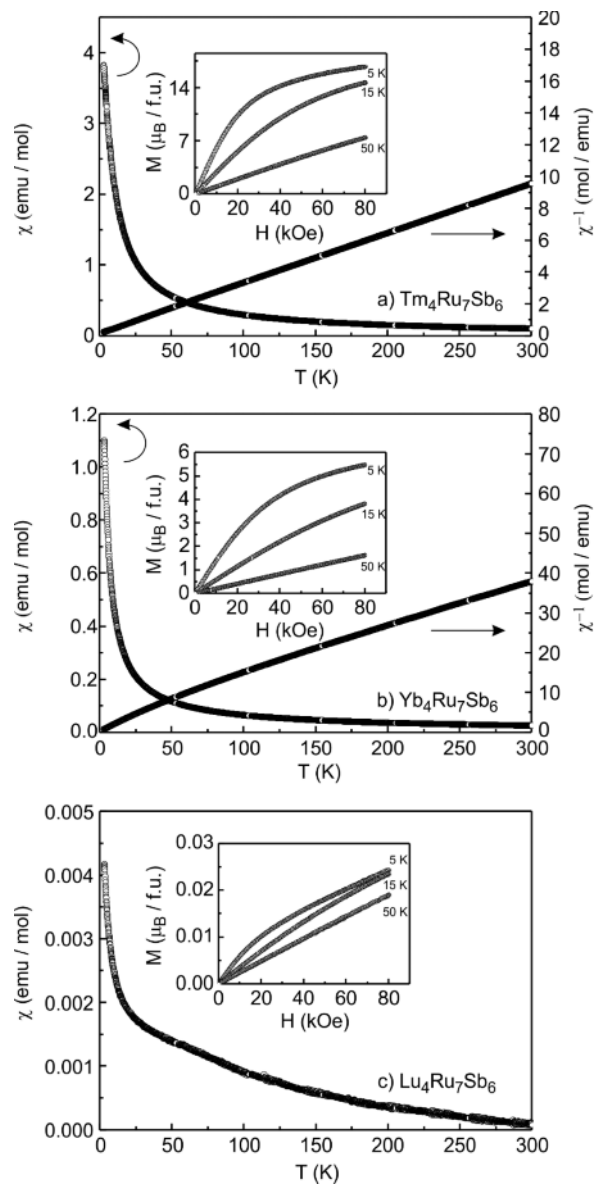 4
3
2
1
0
χ (emu / mol)
20
18
16
14
12
10
8
6
4
2
0
χ⁻¹ (mol / emu)
14
7
0
M (μB / f.u.)
5 K
15 K
50 K
0 20 40 60 80
H (kOe)
a) Tm₄Ru₇Sb₆
0 50 100 150 200 250 300
T (K)
1.2
1.0
0.8
0.6
0.4
0.2
0.0
χ (emu / mol)
80
70
60
50
40
30
20
10
0
χ⁻¹ (mol / emu)
6
5
4
3
2
1
0
M (μB / f.u.)
5 K
15 K
50 K
0 20 40 60 80
H (kOe)
b) Yb₄Ru₇Sb₆
0 50 100 150 200 250 300
T (K)
0.005
0.004
0.003
0.002
0.001
0.000
χ (emu / mol)
0.03
0.02
0.01
0.00
M (μB / f.u.)
5 K
15 K
50 K
0 20 40 60 80
H (kOe)
c) Lu₄Ru₇Sb₆
0 50 100 150 200 250 300
T (K)